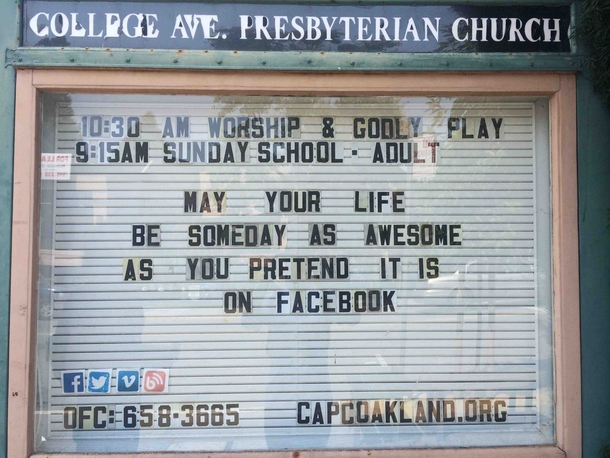 COLLEGE AVE. PRESBYTERIAN CHURCH
10:30 AM WORSHIP & GODLY PLAY
9:15AM SUNDAY SCHOOL - ADULT
MAY YOUR LIFE
BE SOMEDAY AS AWESOME
AS YOU PRETEND IT IS
ON FACEBOOK
OFC: 658-3665 CAPCOAKLAND.ORG